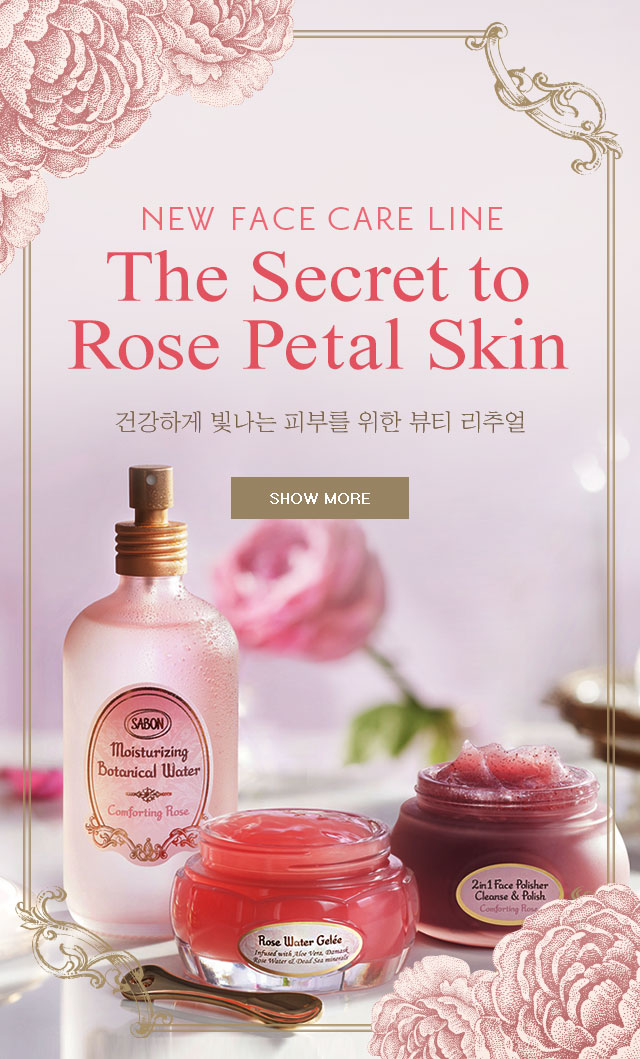 NEW FACE CARE LINE
The Secret to
Rose Petal Skin
건강하게 빛나는 피부를 위한 뷰티 리추얼
SHOW MORE
SABON
Moisturizing
Botanical Water
Comforting Rose
Rose Water Gelée
Infused with Aloe Vera, Damask
Rose Water & Dead Sea minerals
2in1 Face Polisher
Cleanse & Polish
Comforting Rose